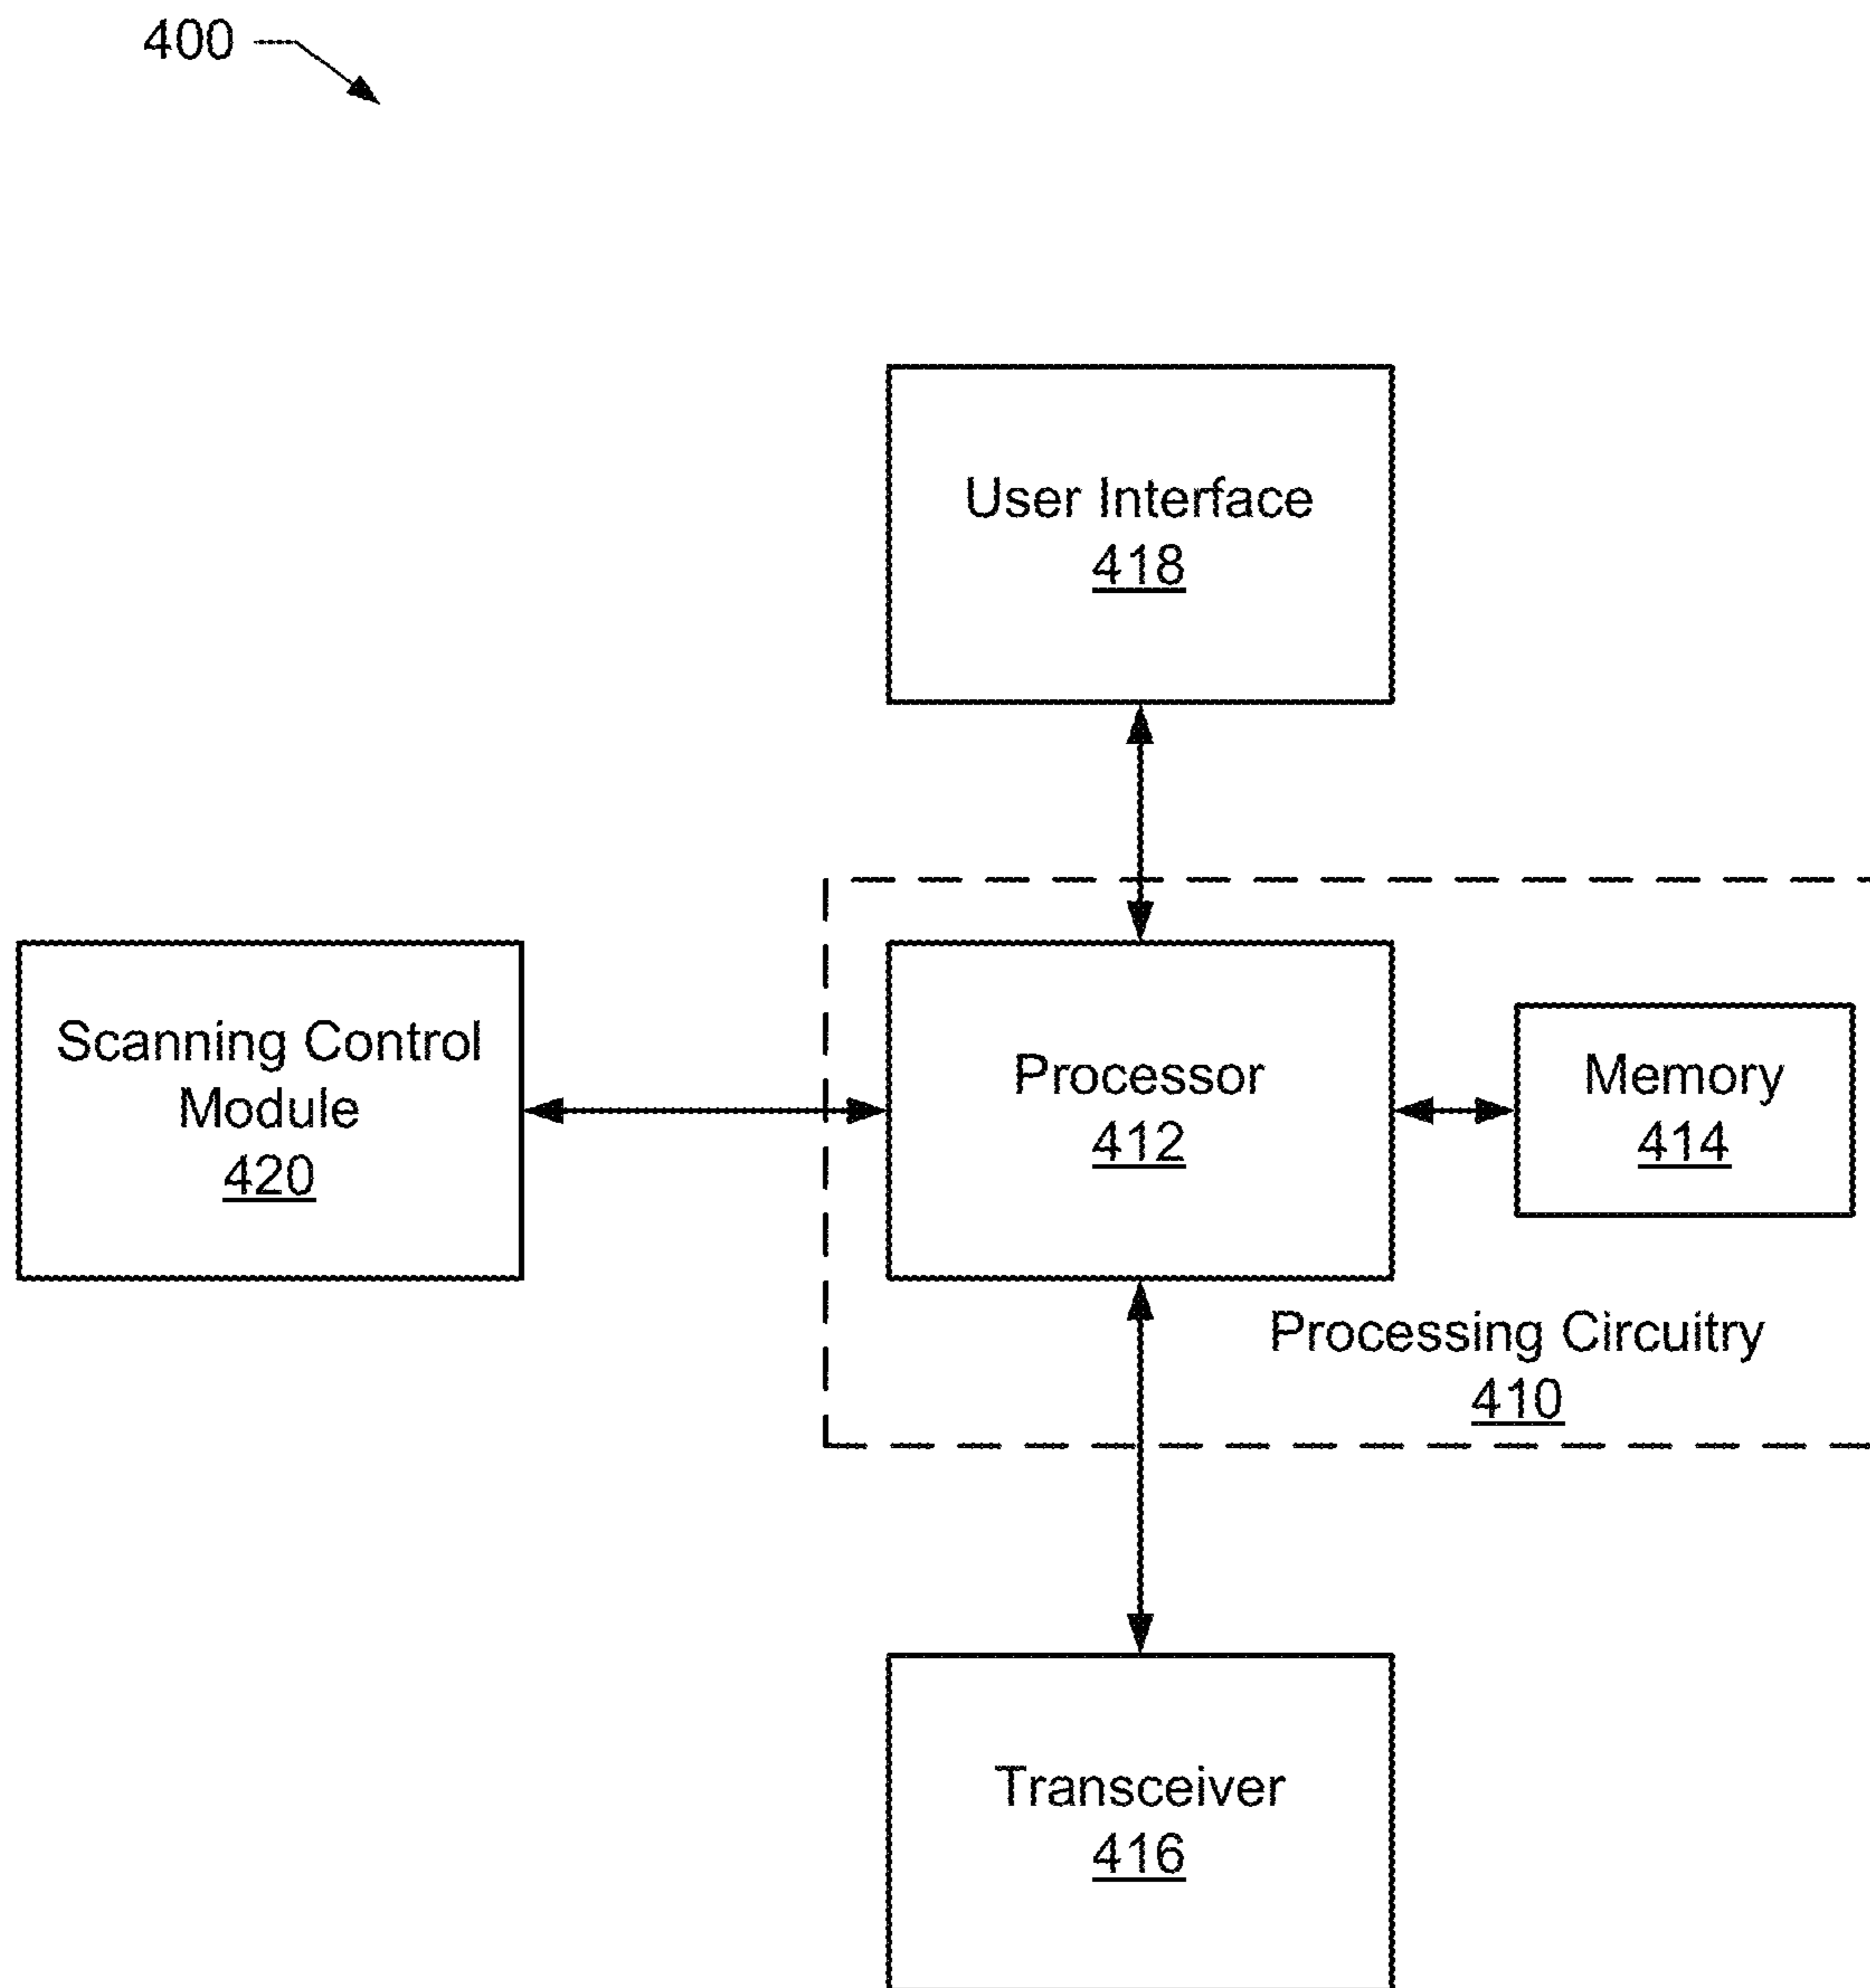 400
User Interface
418
Scanning Control
Module
420
Processor
412
Memory
414
Processing Circuitry
410
Transceiver
416